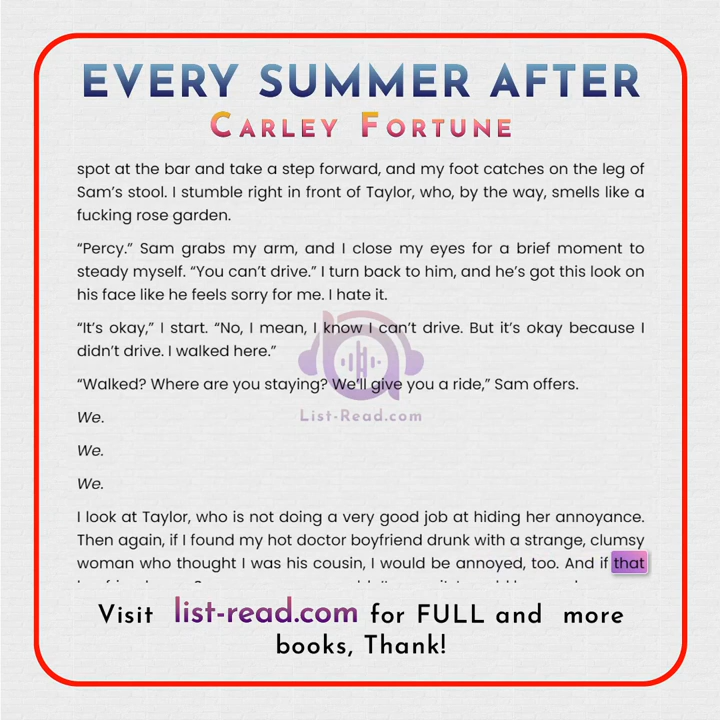 EVERY SUMMER AFTER
CARLEY FORTUNE
spot at the bar and take a step forward, and my foot catches on the leg of
Sam's stool. I stumble right in front of Taylor, who, by the way, smells like a
fucking rose garden.
“Percy.” Sam grabs my arm, and I close my eyes for a brief moment to
steady myself. “You can't drive.” I turn back to him, and he's got this look on
his face like he feels sorry for me. I hate it.
“It's okay,” I start. “No, I mean, I know I can't drive. But it's okay because I
didn't drive. I walked here.”
“Walked? Where are you staying? We'll give you a ride,” Sam offers.
List-Read.com
We.
We.
We.
I look at Taylor, who is not doing a very good job at hiding her annoyance.
Then again, if I found my hot doctor boyfriend drunk with a strange, clumsy
woman who thought I was his cousin, I would be annoyed, too. And if that
Visit list-read.com for FULL and more
books, Thank!